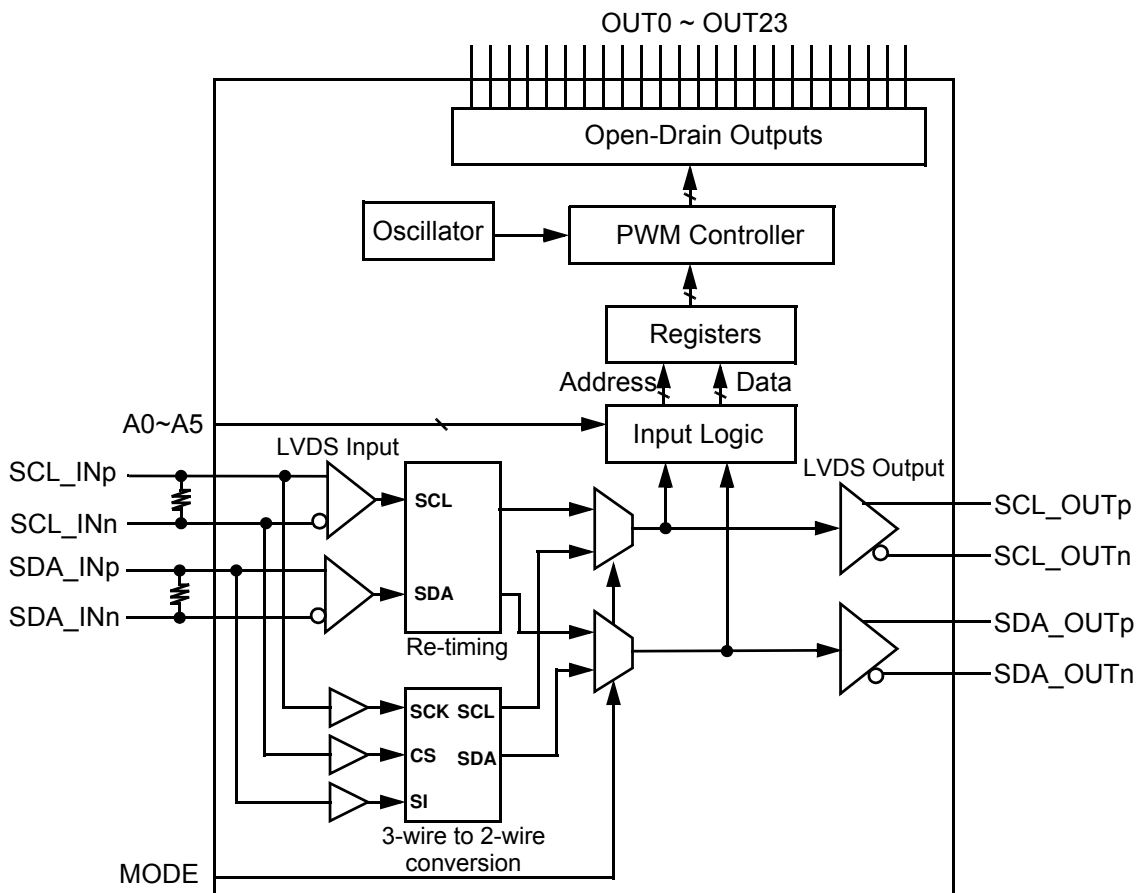 OUT0 ~ OUT23
Open-Drain Outputs
Oscillator
PWM Controller
Registers
Address
Data
A0~A5
Input Logic
LVDS Input
LVDS Output
SCL_INp
SCL
SCL_OUTp
SCL_INn
SCL_OUTn
SDA_INp
SDA
SDA_INn
SDA_OUTp
Re-timing
SDA_OUTn
SCK SCL
CS SDA
SI
3-wire to 2-wire
conversion
MODE